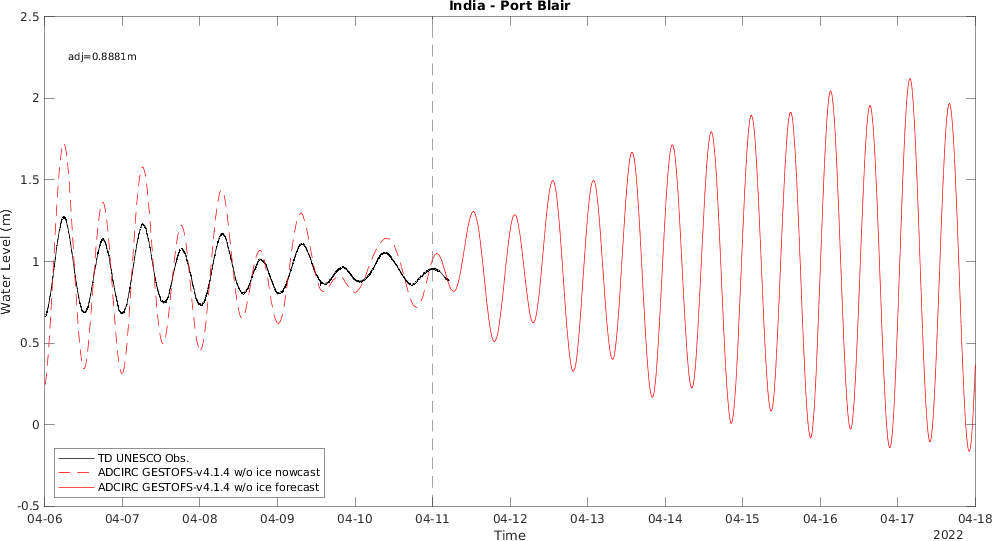 India - Port Blair
adj=0.8881m
Water Level (m)
2.5
2
1.5
1
0.5
0
-0.5
TD UNESCO Obs.
ADCIRC GESTOFS-v4.1.4 w/o ice nowcast
ADCIRC GESTOFS-v4.1.4 w/o ice forecast
04-06 04-07 04-08 04-09 04-10 04-11 04-12 04-13 04-14 04-15 04-16 04-17 04-18
Time
2022